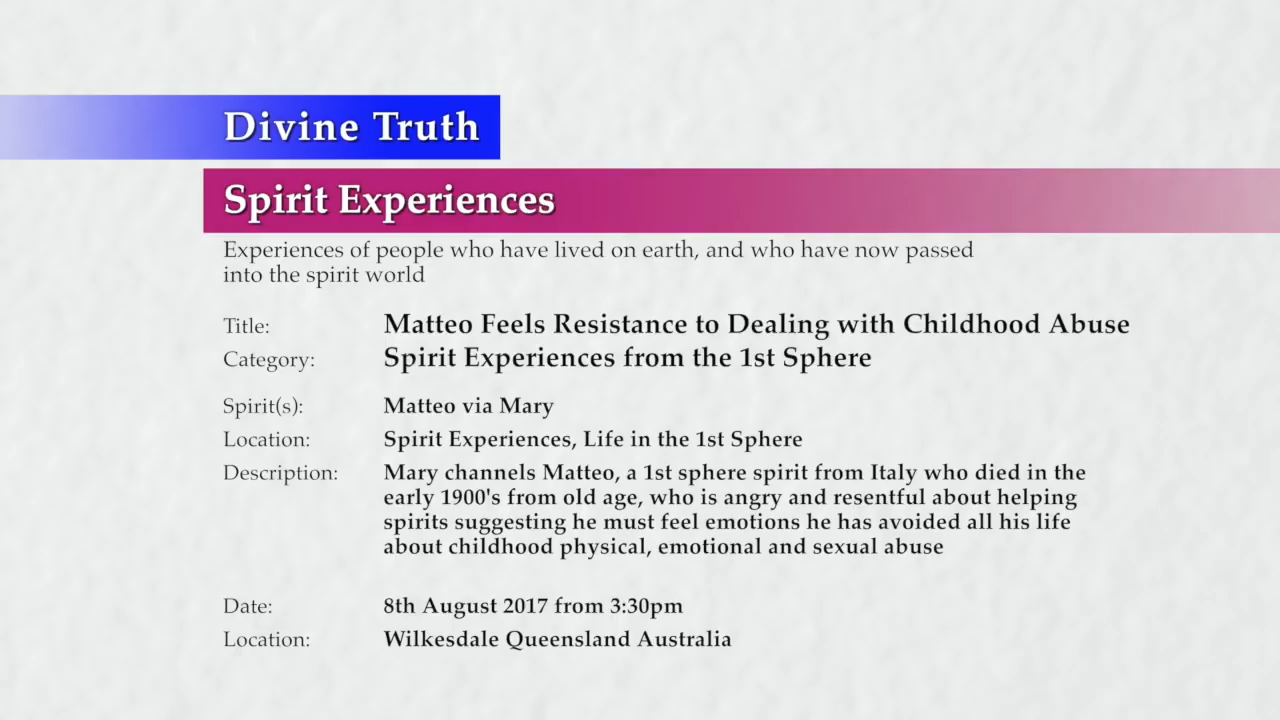 Divine Truth
Spirit Experiences
Experiences of people who have lived on earth, and who have now passed
into the spirit world
Title: Matteo Feels Resistance to Dealing with Childhood Abuse
Category: Spirit Experiences from the 1st Sphere
Spirit(s): Matteo via Mary
Location: Spirit Experiences, Life in the 1st Sphere
Description: Mary channels Matteo, a 1st sphere spirit from Italy who died in the
early 1900's from old age, who is angry and resentful about helping
spirits suggesting he must feel emotions he has avoided all his life
about childhood physical, emotional and sexual abuse
Date: 8th August 2017 from 3:30pm
Location: Wilkesdale Queensland Australia